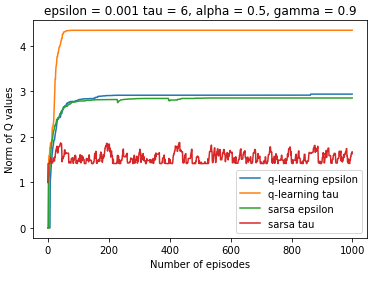 epsilon = 0.001 tau = 6, alpha = 0.5, gamma = 0.9
Norm of Q values
4
3
2
1
0
q-learning epsilon
q-learning tau
sarsa epsilon
sarsa tau
0 200 400 600 800 1000
Number of episodes